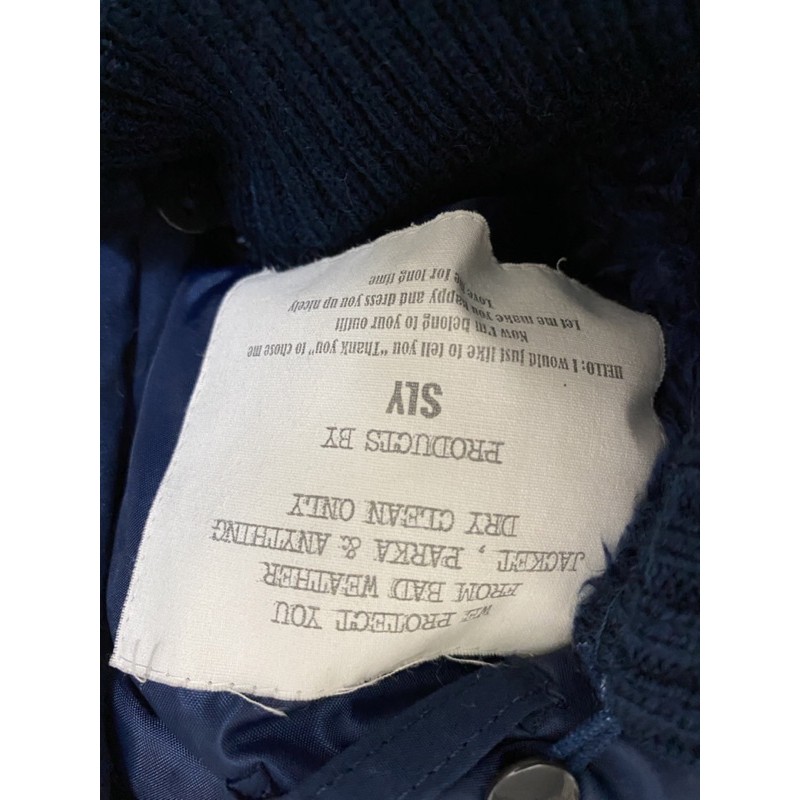 WE PROTECT YOU
FROM BAD WEATHER
JACKET, PARKA & ANYTHING
DRY CLEAN ONLY
PRODUCTS BY
SLY
HELLO: I would just like to tell you "Thank you" to chose me
Now I'm belong to your outfit
Let me make you happy and dress you up nicely
Love me for long time